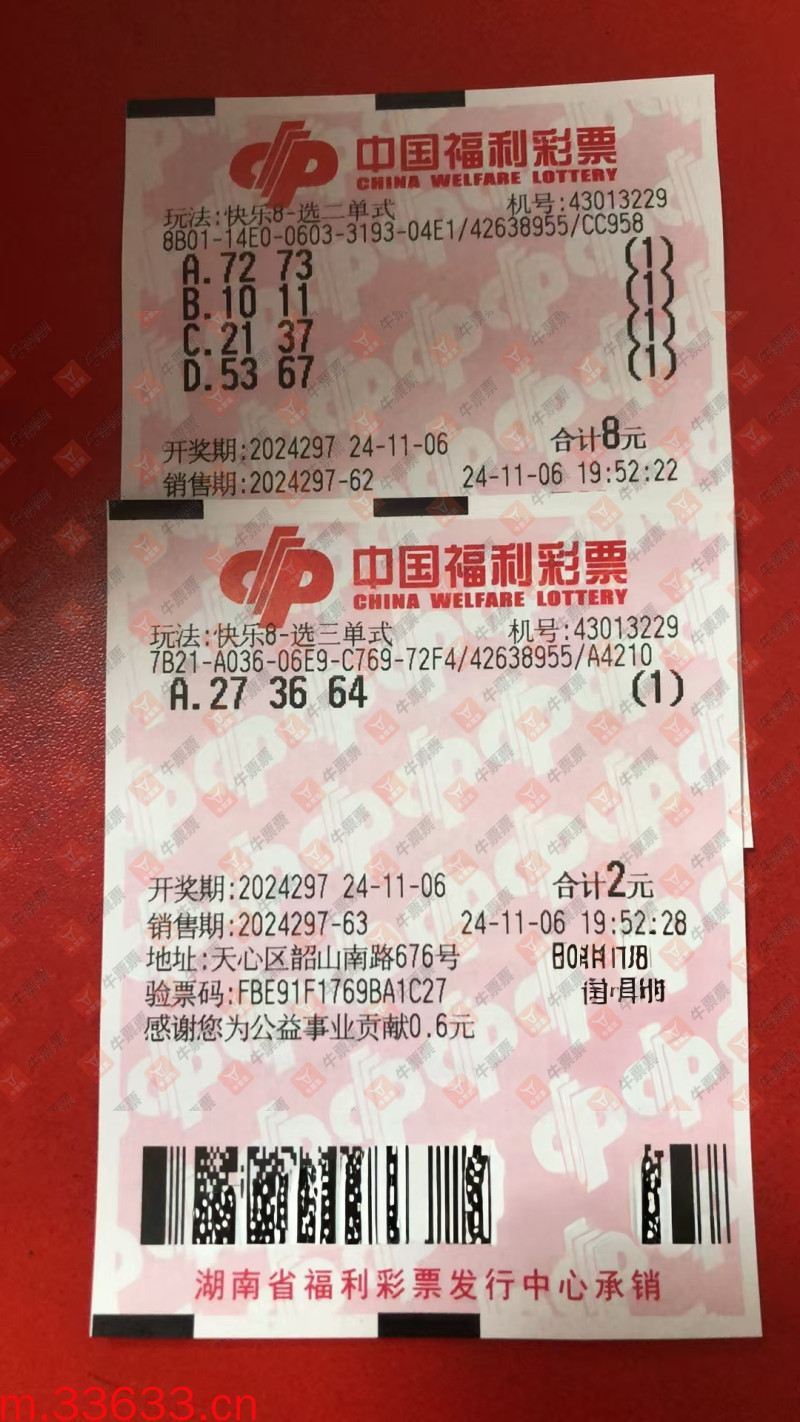 中国福利彩票
CHINA WELFARE LOTTERY
玩法:快乐8-选二单式 机号:43013229
8B01-14E0-0603-3193-04E1/42638955/CC958
A.72 73 (1)
B.10 11 (1)
C.21 37 (1)
D.53 67 (1)
开奖期:2024297 24-11-06 合计8元
销售期:2024297-62 24-11-06 19:52:22
中国福利彩票
CHINA WELFARE LOTTERY
玩法:快乐8-选三单式 机号:43013229
7B21-A036-06E9-C769-72F4/42638955/A4210
A.27 36 64 (1)
开奖期:2024297 24-11-06 合计2元
销售期:2024297-63 24-11-06 19:52:28
地址:天心区韶山南路676号
验票码:FBE91F1769BA1C27
感谢您为公益事业贡献0.6元
湖南省福利彩票发行中心承销
牛票票
m.33633.cn